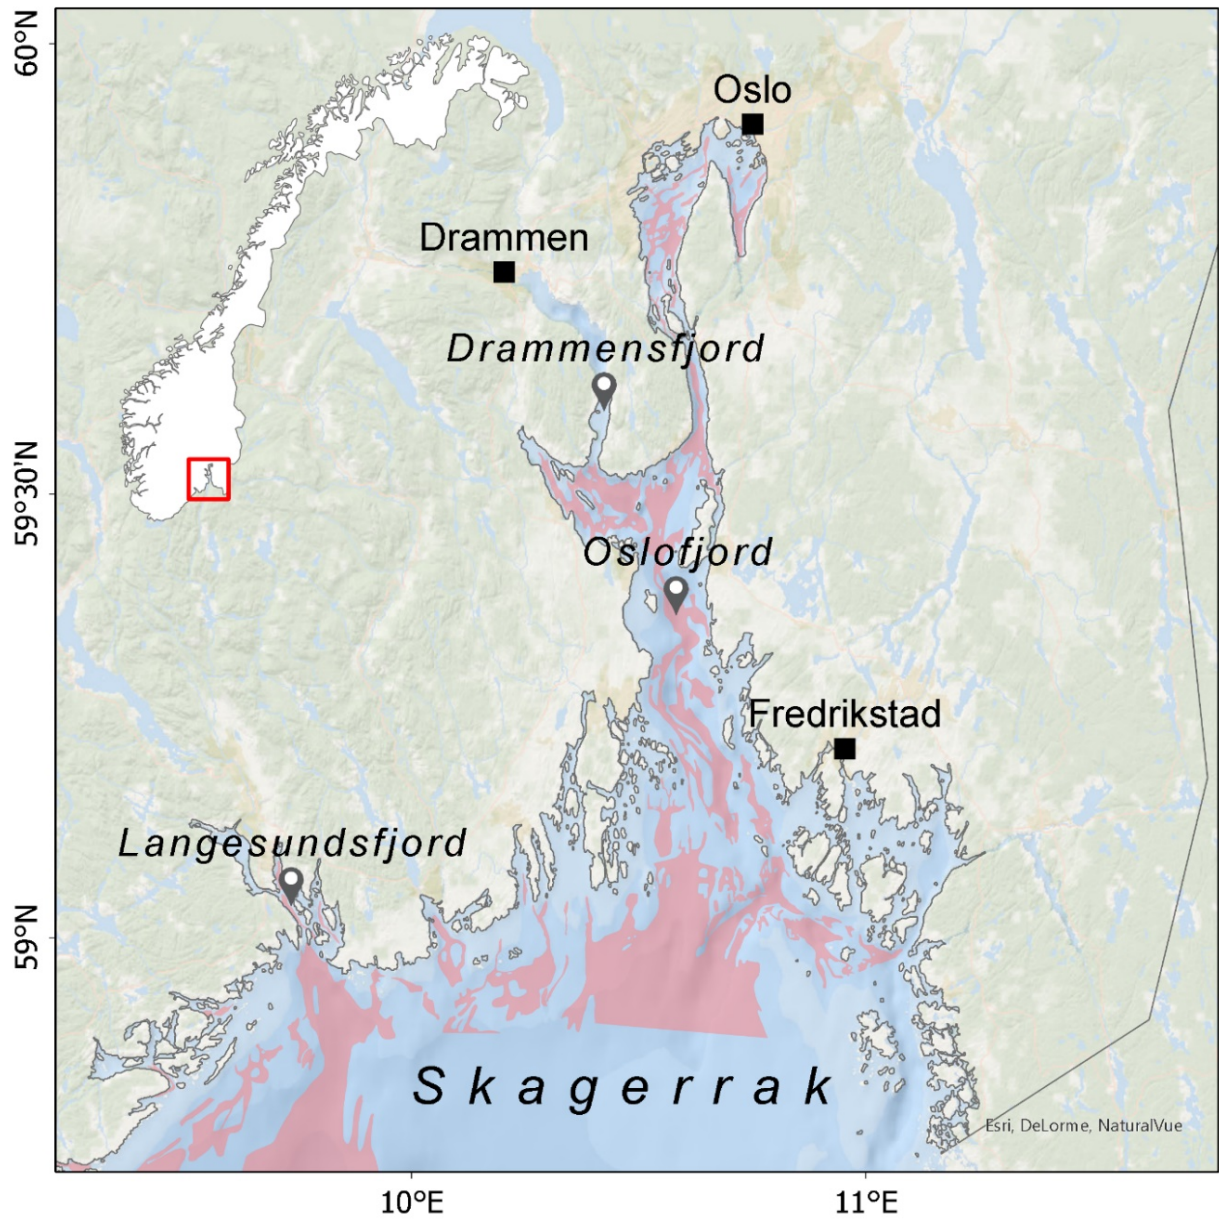 60°N
Oslo
Drammen
Drammensfjord
59°30'N
Oslofjord
Fredrikstad
Langesundsfjord
59°N
Skagerrak
Esri, DeLorme, NaturalVue
10°E
11°E